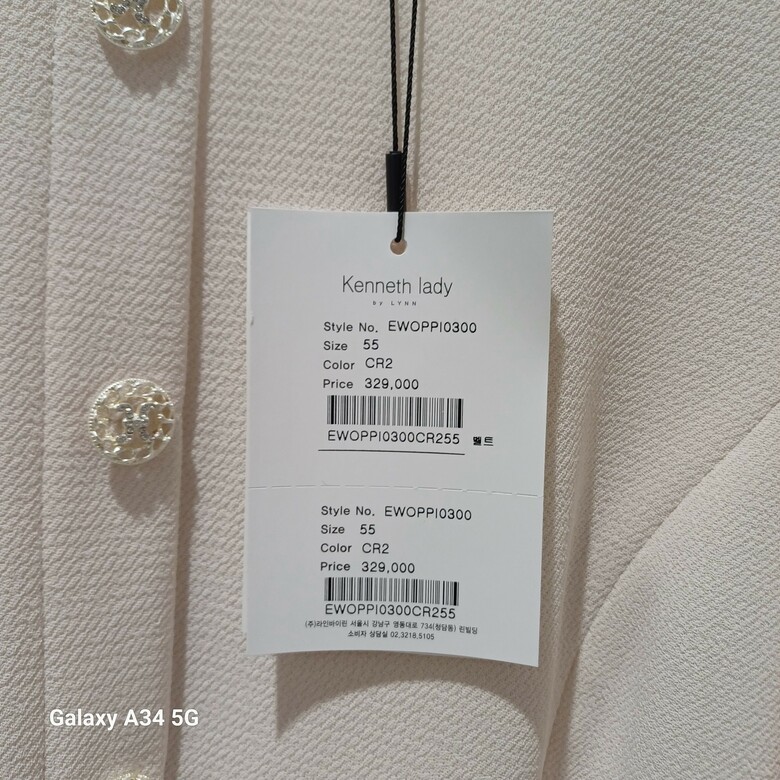 Kenneth lady
by LYNN
Style No. EWOPPI0300
Size 55
Color CR2
Price 329,000
EWOPPI0300CR255 벨트
Style No. EWOPPI0300
Size 55
Color CR2
Price 329,000
EWOPPI0300CR255
(주)라인바이린 서울시 강남구 영동대로 734(청담동) 린빌딩
소비자 상담실 02.3218.5105
Galaxy A34 5G